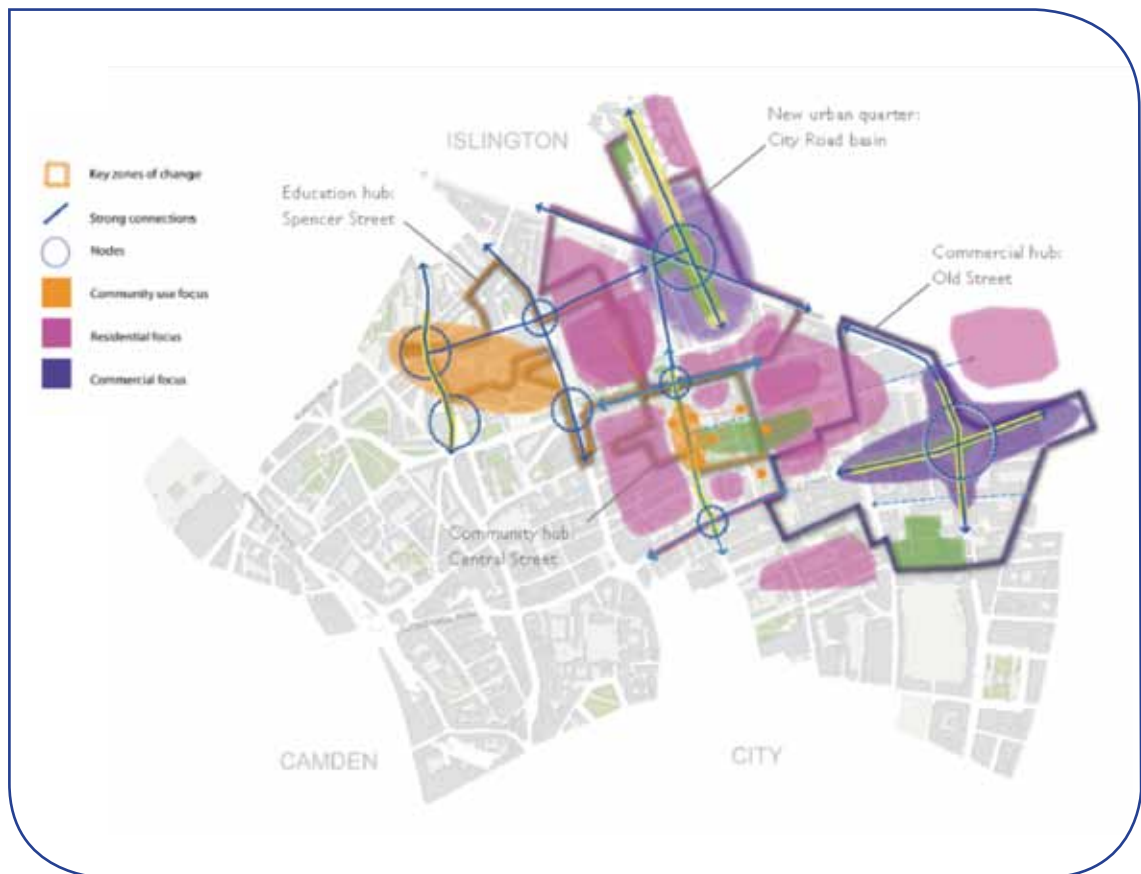 ISLINGTON
New urban quarter:
City Road basin
Key zones of change
Strong connections
Nodes
Community use focus
Residential focus
Commercial focus
Education hub:
Spencer Street
Commercial hub:
Old Street
Community hub:
Central Street
CAMDEN
CITY